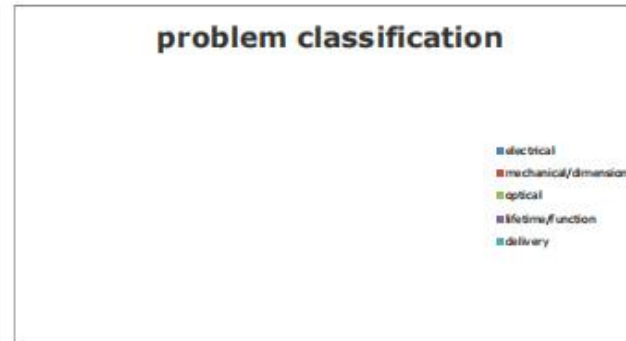 problem classification
electrical
mechanical/dimension
optical
lifetime/function
delivery